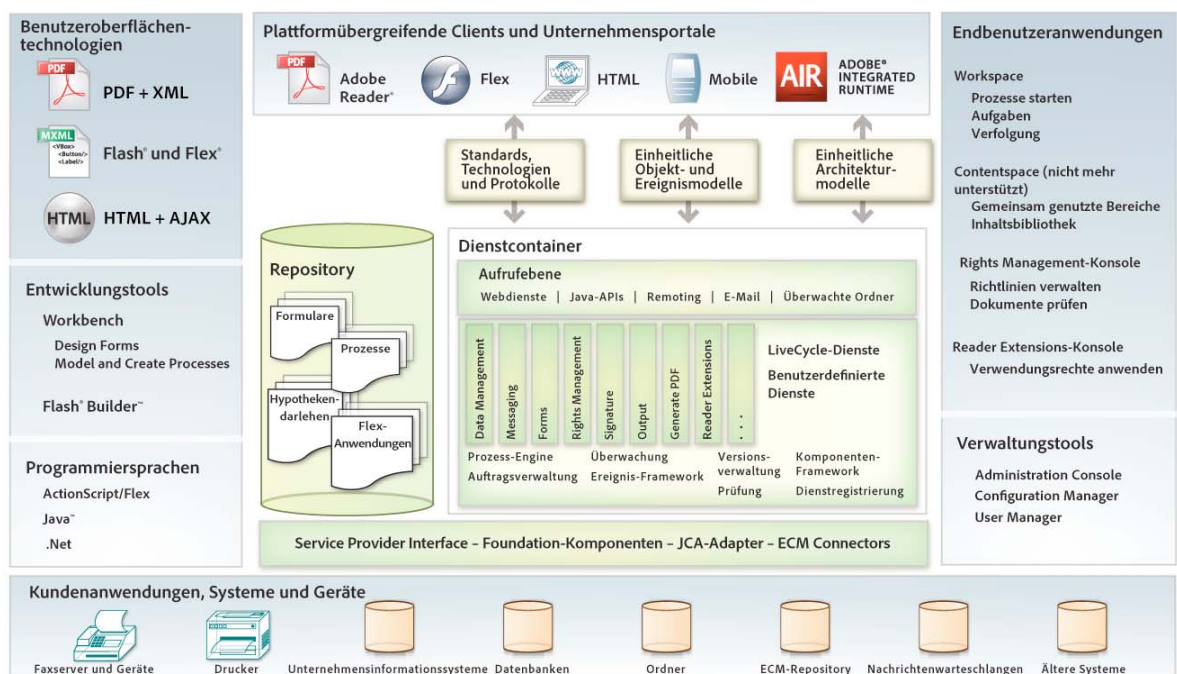 Benutzeroberflächen-
technologien
PDF
PDF + XML
MXML
<VBox>
<Button/>
<Label/>
Flash® und Flex®
HTML
HTML + AJAX
Entwicklungstools
Workbench
Design Forms
Model and Create Processes
Flash® Builder™
Programmiersprachen
ActionScript/Flex
Java™
.Net
Plattformübergreifende Clients und Unternehmensportale
PDF
Adobe
Reader®
Flex
WWW
HTML
Mobile
AIR
ADOBE®
INTEGRATED
RUNTIME
Standards,
Technologien
und Protokolle
Einheitliche
Objekt- und
Ereignismodelle
Einheitliche
Architektur-
modelle
Repository
Formulare
Prozesse
Hypotheken-
darlehen
Flex-
Anwendungen
Dienstcontainer
Aufrufebene
Webdienste | Java-APIs | Remoting | E-Mail | Überwachte Ordner
Data Management
Messaging
Forms
Rights Management
Signature
Output
Generate PDF
Reader Extensions
. . .
LiveCycle-Dienste
Benutzerdefinierte
Dienste
Prozess-Engine
Auftragsverwaltung
Überwachung
Ereignis-Framework
Versions-
verwaltung
Prüfung
Komponenten-
Framework
Dienstregistrierung
Service Provider Interface – Foundation-Komponenten – JCA-Adapter – ECM Connectors
Endbenutzeranwendungen
Workspace
Prozesse starten
Aufgaben
Verfolgung
Contentspace (nicht mehr
unterstützt)
Gemeinsam genutzte Bereiche
Inhaltsbibliothek
Rights Management-Konsole
Richtlinien verwalten
Dokumente prüfen
Reader Extensions-Konsole
Verwendungsrechte anwenden
Verwaltungstools
Administration Console
Configuration Manager
User Manager
Kundenanwendungen, Systeme und Geräte
Faxserver und Geräte
Drucker
Unternehmensinformationssysteme
Datenbanken
Ordner
ECM-Repository
Nachrichtenwarteschlangen
Ältere Systeme